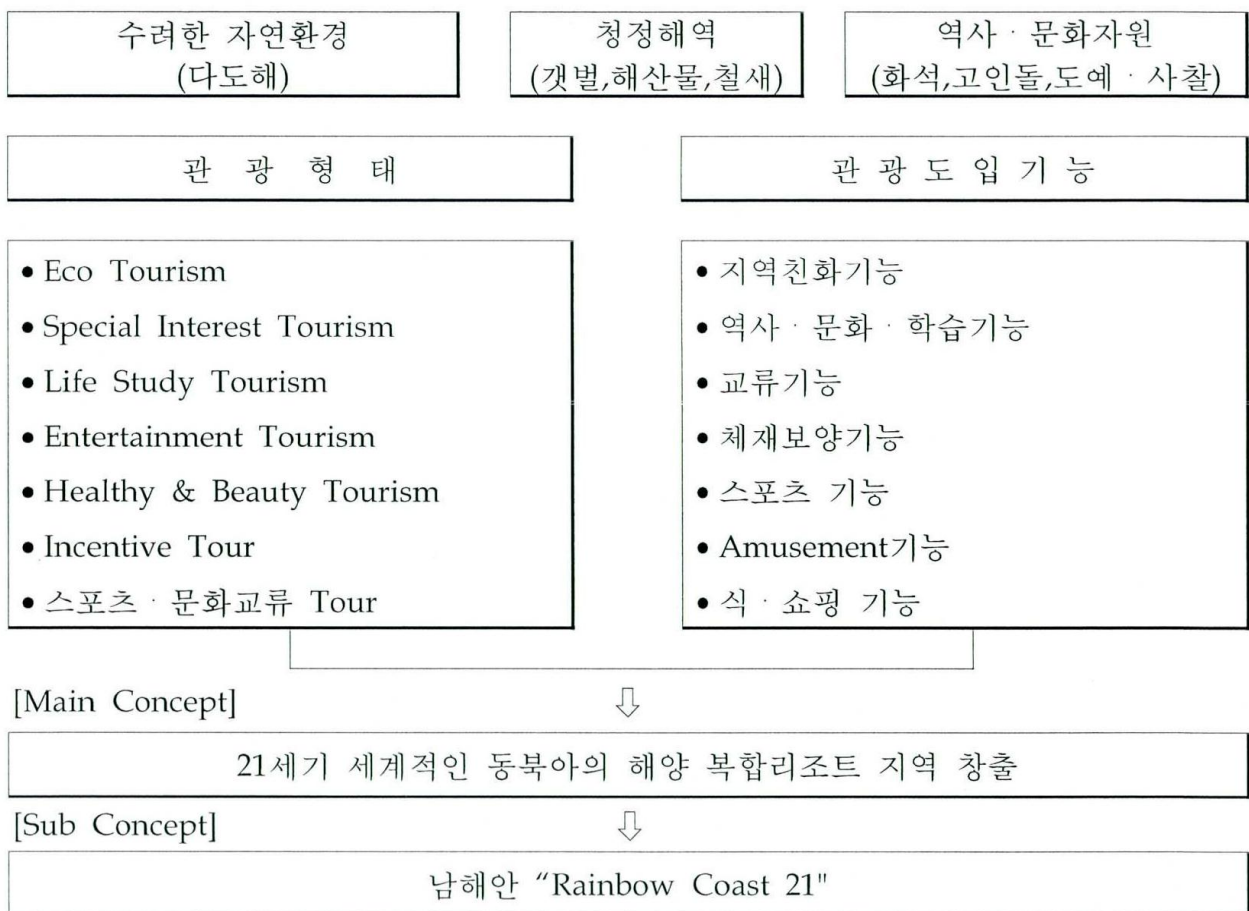 수려한 자연환경
(다도해)
청정해역
(갯벌,해산물,철새)
역사 · 문화자원
(화석,고인돌,도예 · 사찰)
관 광 형 태
관 광 도 입 기 능
• Eco Tourism
• Special Interest Tourism
• Life Study Tourism
• Entertainment Tourism
• Healthy & Beauty Tourism
• Incentive Tour
• 스포츠 · 문화교류 Tour
• 지역친화기능
• 역사 · 문화 · 학습기능
• 교류기능
• 체재보양기능
• 스포츠 기능
• Amusement기능
• 식 · 쇼핑 기능
[Main Concept]
21세기 세계적인 동북아의 해양 복합리조트 지역 창출
[Sub Concept]
남해안 “Rainbow Coast 21"